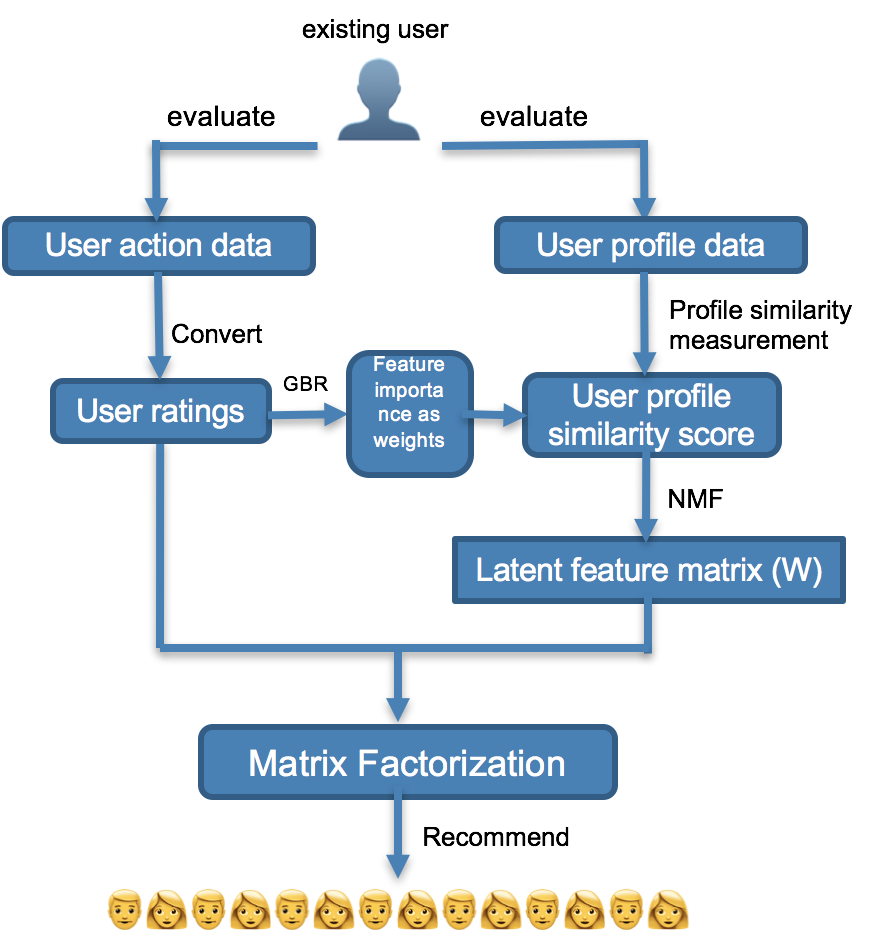 existing user
evaluate
evaluate
User action data
User profile data
Convert
Profile similarity
measurement
User ratings
GBR
Feature
importa
nce as
weights
User profile
similarity score
NMF
Latent feature matrix (W)
Matrix Factorization
Recommend